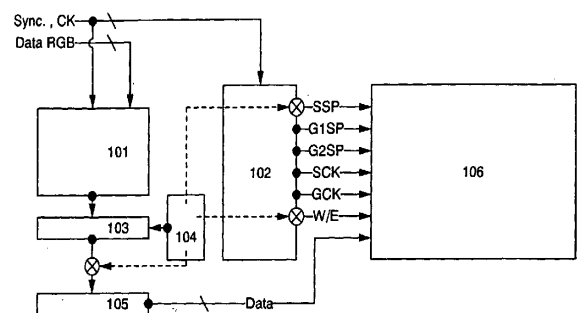 Sync. , CK
Data RGB
101
102
SSP
G1SP
G2SP
SCK
GCK
W/E
106
103
104
105
Data